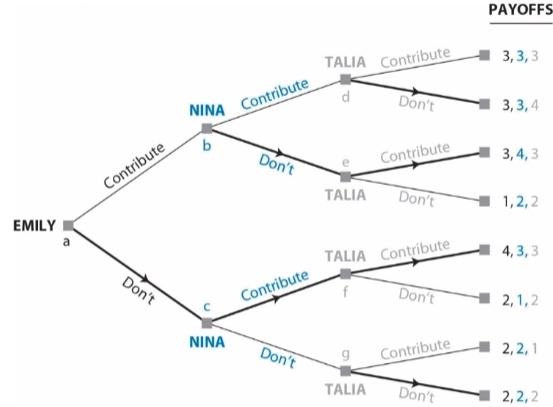 PAYOFFS
TALIA Contribute 3, 3, 3
d Don't 3, 3, 4
NINA Contribute
b Don't
e Contribute 3, 4, 3
TALIA Don't 1, 2, 2
Contribute
EMILY
a
Don't
TALIA Contribute 4, 3, 3
f Don't 2, 1, 2
c Contribute
NINA Don't
g Contribute 2, 2, 1
TALIA Don't 2, 2, 2